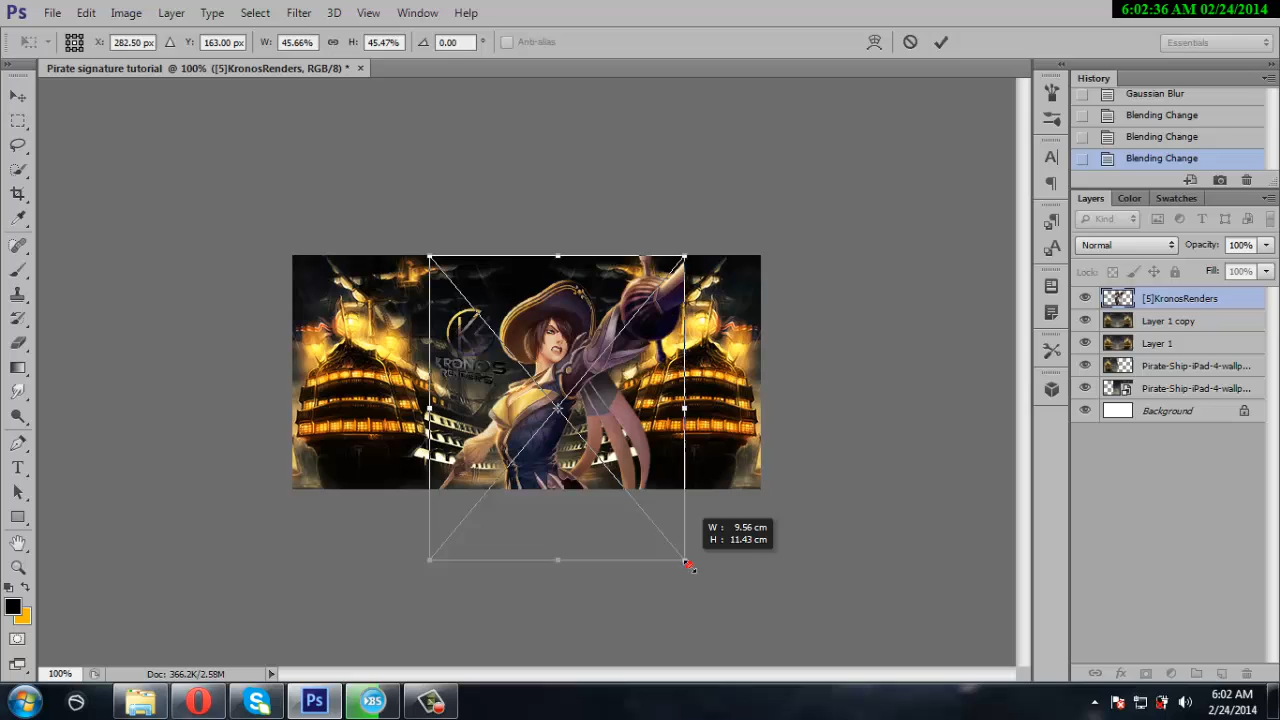 6:02:36 AM 02/24/2014
Ps File Edit Image Layer Type Select Filter 3D View Window Help
X: 282.50 px Y: 163.00 px W: 45.66% H: 45.47% 0.00 ° Anti-alias Essentials
Pirate signature tutorial @ 100% ([5]KronosRenders, RGB/8) * ×
History
Gaussian Blur
Blending Change
Blending Change
Blending Change
Layers Color Swatches
Kind
Normal Opacity: 100%
Lock: Fill: 100%
[5]KronosRenders
Layer 1 copy
Layer 1
Pirate-Ship-iPad-4-wallp...
Pirate-Ship-iPad-4-wallp...
Background
KRONOS
RENDERS
W: 9.56 cm
H: 11.43 cm
100% Doc: 366.2K/2.58M
Ps BS
6:02 AM
2/24/2014